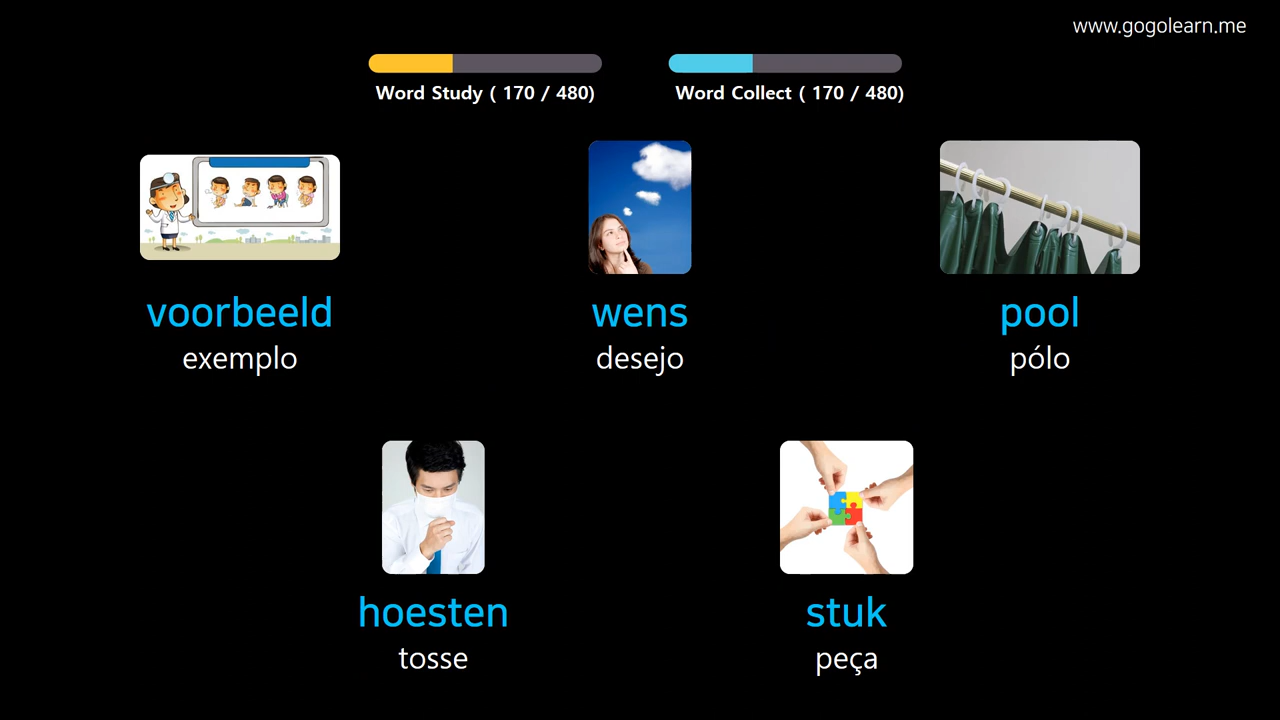 www.gogolearn.me
Word Study ( 170 / 480)
Word Collect ( 170 / 480)
voorbeeld
exemplo
wens
desejo
pool
pólo
hoesten
tosse
stuk
peça